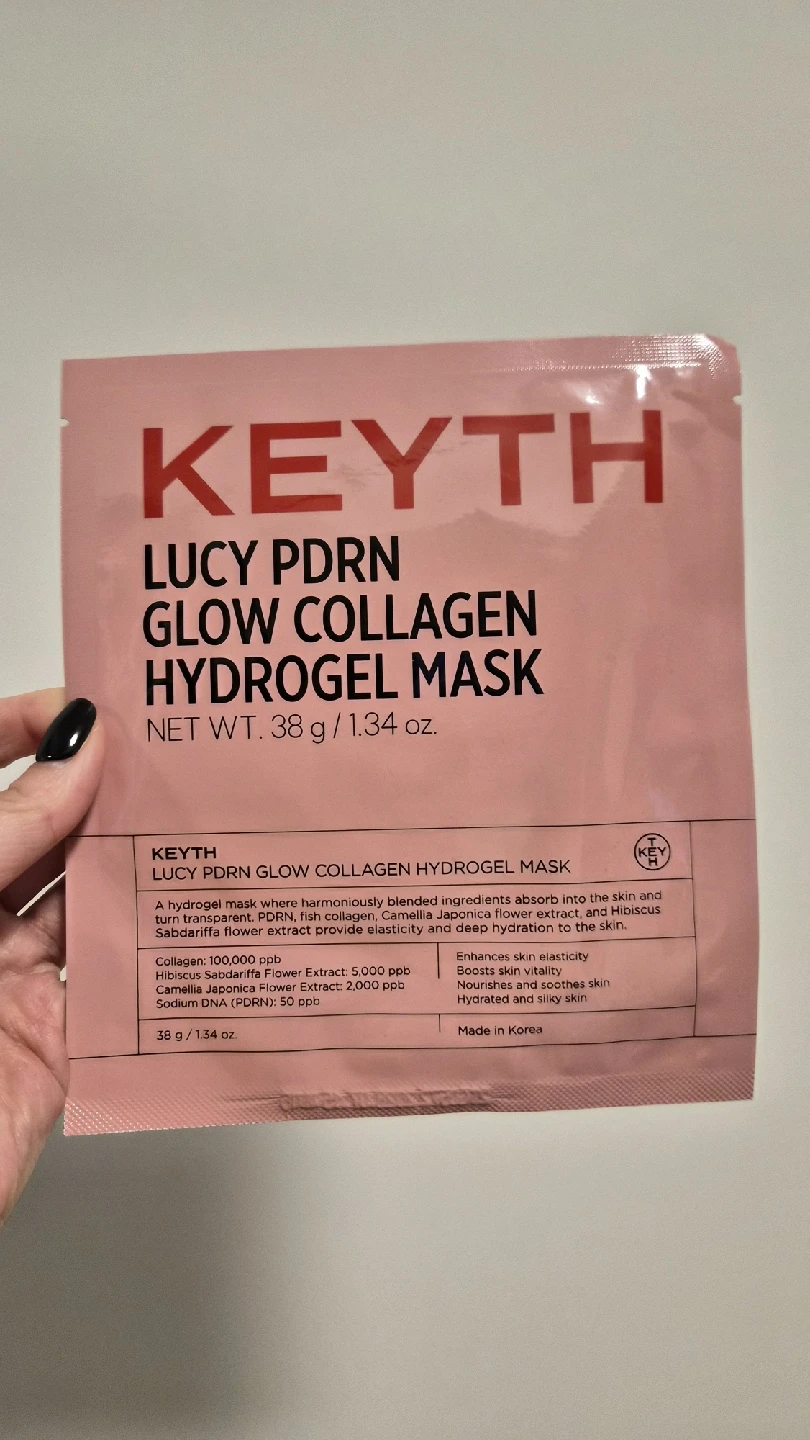 KEYTH
LUCY PDRN
GLOW COLLAGEN
HYDROGEL MASK
NET WT. 38 g / 1.34 oz.
KEYTH
LUCY PDRN GLOW COLLAGEN HYDROGEL MASK
T
KEY
H
A hydrogel mask where harmoniously blended ingredients absorb into the skin and
turn transparent. PDRN, fish collagen, Camellia Japonica flower extract, and Hibiscus
Sabdariffa flower extract provide elasticity and deep hydration to the skin.
Collagen: 100,000 ppb
Hibiscus Sabdariffa Flower Extract: 5,000 ppb
Camellia Japonica Flower Extract: 2,000 ppb
Sodium DNA (PDRN): 50 ppb
Enhances skin elasticity
Boosts skin vitality
Nourishes and soothes skin
Hydrated and silky skin
38 g / 1.34 oz.
Made in Korea